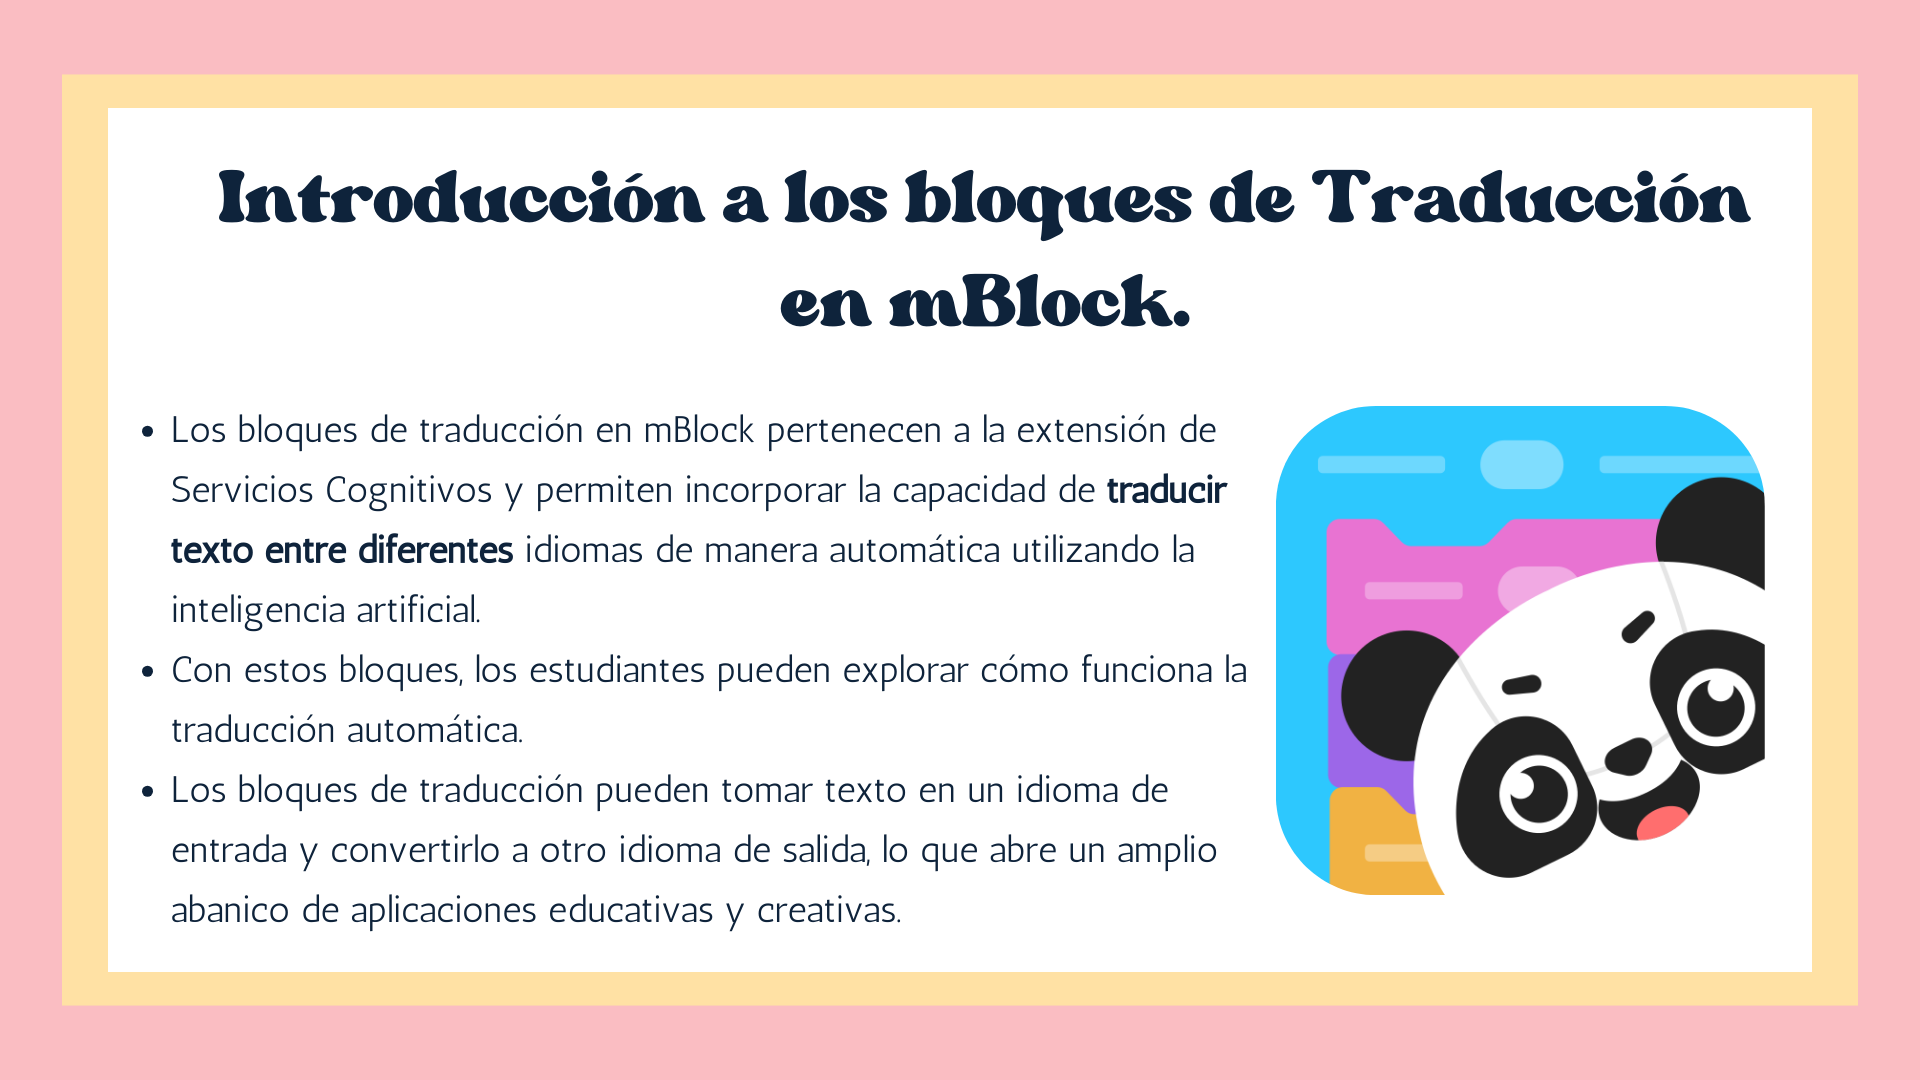 Introducción a los bloques de Traducción
en mBlock.
• Los bloques de traducción en mBlock pertenecen a la extensión de
Servicios Cognitivos y permiten incorporar la capacidad de traducir
texto entre diferentes idiomas de manera automática utilizando la
inteligencia artificial.
• Con estos bloques, los estudiantes pueden explorar cómo funciona la
traducción automática.
• Los bloques de traducción pueden tomar texto en un idioma de
entrada y convertirlo a otro idioma de salida, lo que abre un amplio
abanico de aplicaciones educativas y creativas.